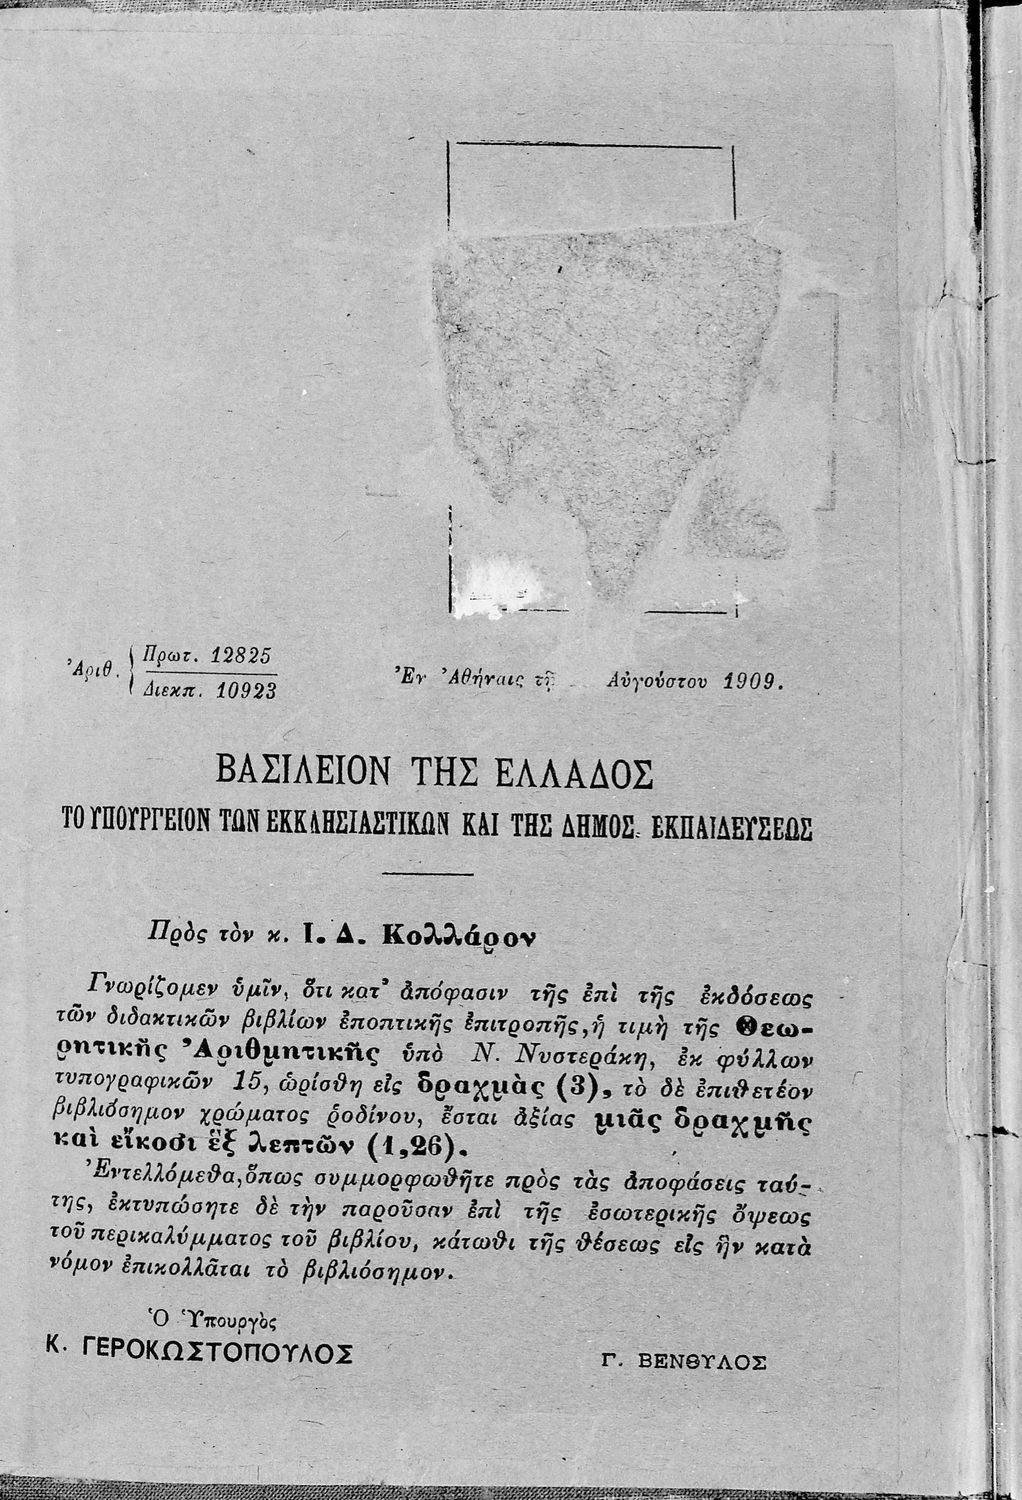 Ἀριθ. { Πρωτ. 12825
Διεκπ. 10923
Ἐν Ἀθήναις τῇ Αὐγούστου 1909.
ΒΑΣΙΛΕΙΟΝ ΤΗΣ ΕΛΛΑΔΟΣ
ΤΟ ΥΠΟΥΡΓΕΙΟΝ ΤΩΝ ΕΚΚΛΗΣΙΑΣΤΙΚΩΝ ΚΑΙ ΤΗΣ ΔΗΜΟΣ. ΕΚΠΑΙΔΕΥΣΕΩΣ
Πρὸς τὸν κ. Ι. Δ. Κολλάρον
Γνωρίζομεν ὑμῖν, ὅτι κατ' ἀπόφασιν τῆς ἐπὶ τῆς ἐκδόσεως
τῶν διδακτικῶν βιβλίων ἐποπτικῆς ἐπιτροπῆς, ἡ τιμὴ τῆς Θεω-
ρητικῆς Ἀριθμητικῆς ὑπὸ Ν. Νυστεράκη, ἐκ φύλλων
τυπογραφικῶν 15, ὡρίσθη εἰς δραχμὰς (3), τὸ δὲ ἐπιθετέον
βιβλιόσημον χρώματος ῥοδίνου, ἔσται ἀξίας μιᾶς δραχμῆς
καὶ εἴκοσι ἓξ λεπτῶν (1,26).
Ἐντελλόμεθα, ὅπως συμμορφωθῆτε πρὸς τὰς ἀποφάσεις ταύ-
της, ἐκτυπώσητε δὲ τὴν παροῦσαν ἐπὶ τῆς ἐσωτερικῆς ὄψεως
τοῦ περικαλύμματος τοῦ βιβλίου, κάτωθι τῆς θέσεως εἰς ἣν κατὰ
νόμον ἐπικολλᾶται τὸ βιβλιόσημον.
Ὁ Ὑπουργὸς
Κ. ΓΕΡΟΚΩΣΤΟΠΟΥΛΟΣ
Γ. ΒΕΝΘΥΛΟΣ